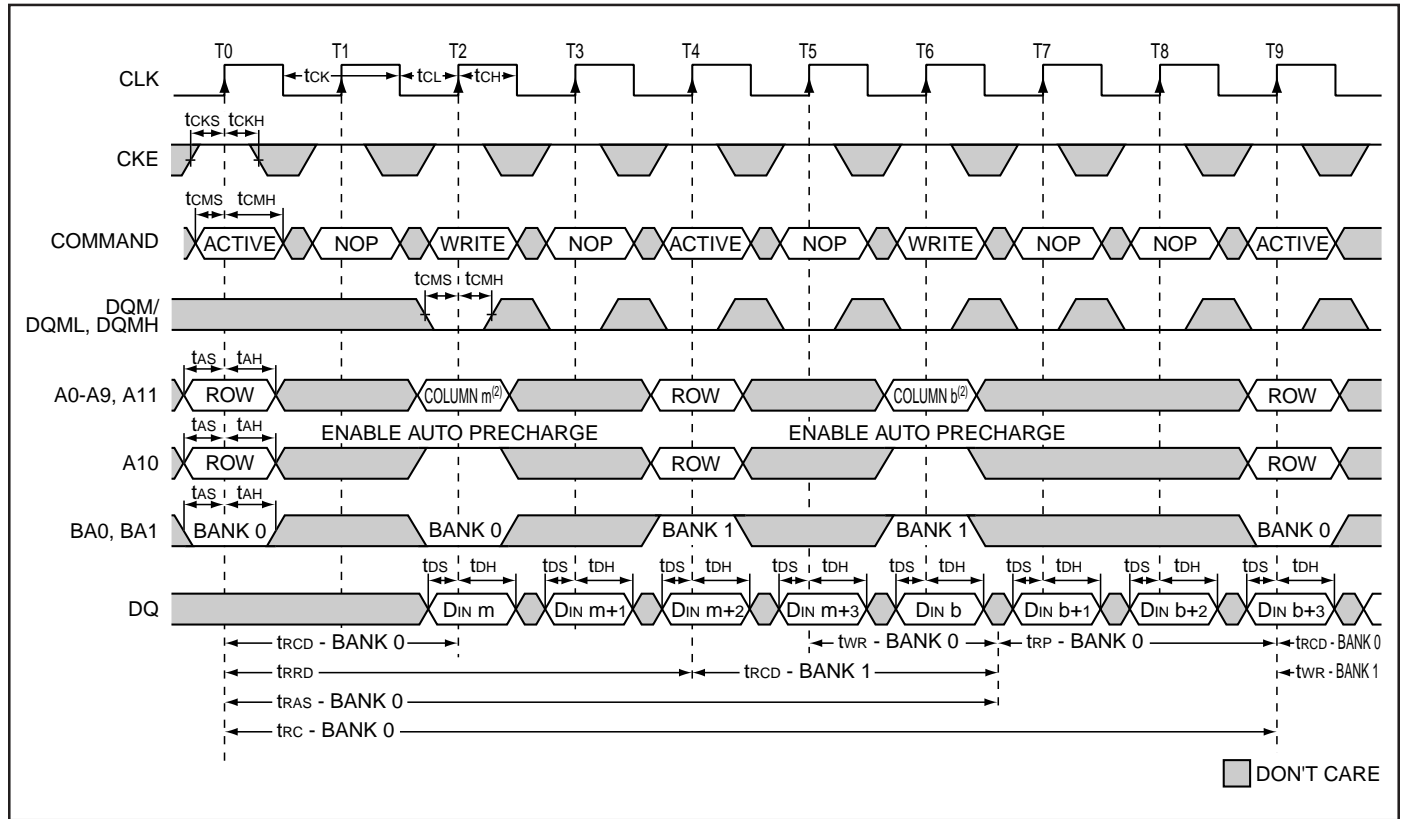 T0 T1 T2 T3 T4 T5 T6 T7 T8 T9
CLK tCK tCL tCH
tCKS tCKH
CKE
tCMS tCMH
COMMAND ACTIVE NOP WRITE NOP ACTIVE NOP WRITE NOP NOP ACTIVE
tCMS tCMH
DQM/
DQML, DQMH
tAS tAH
A0-A9, A11 ROW COLUMN m(2) ROW COLUMN b(2) ROW
tAS tAH ENABLE AUTO PRECHARGE ENABLE AUTO PRECHARGE
A10 ROW ROW ROW
tAS tAH
BA0, BA1 BANK 0 BANK 0 BANK 1 BANK 1 BANK 0
tDS tDH tDS tDH tDS tDH tDS tDH tDS tDH tDS tDH tDS tDH tDS tDH
DQ DIN m DIN m+1 DIN m+2 DIN m+3 DIN b DIN b+1 DIN b+2 DIN b+3
tRCD - BANK 0 tWR - BANK 0 tRP - BANK 0 tRCD - BANK 0
tRRD tRCD - BANK 1 tWR - BANK 1
tRAS - BANK 0
tRC - BANK 0
DON'T CARE